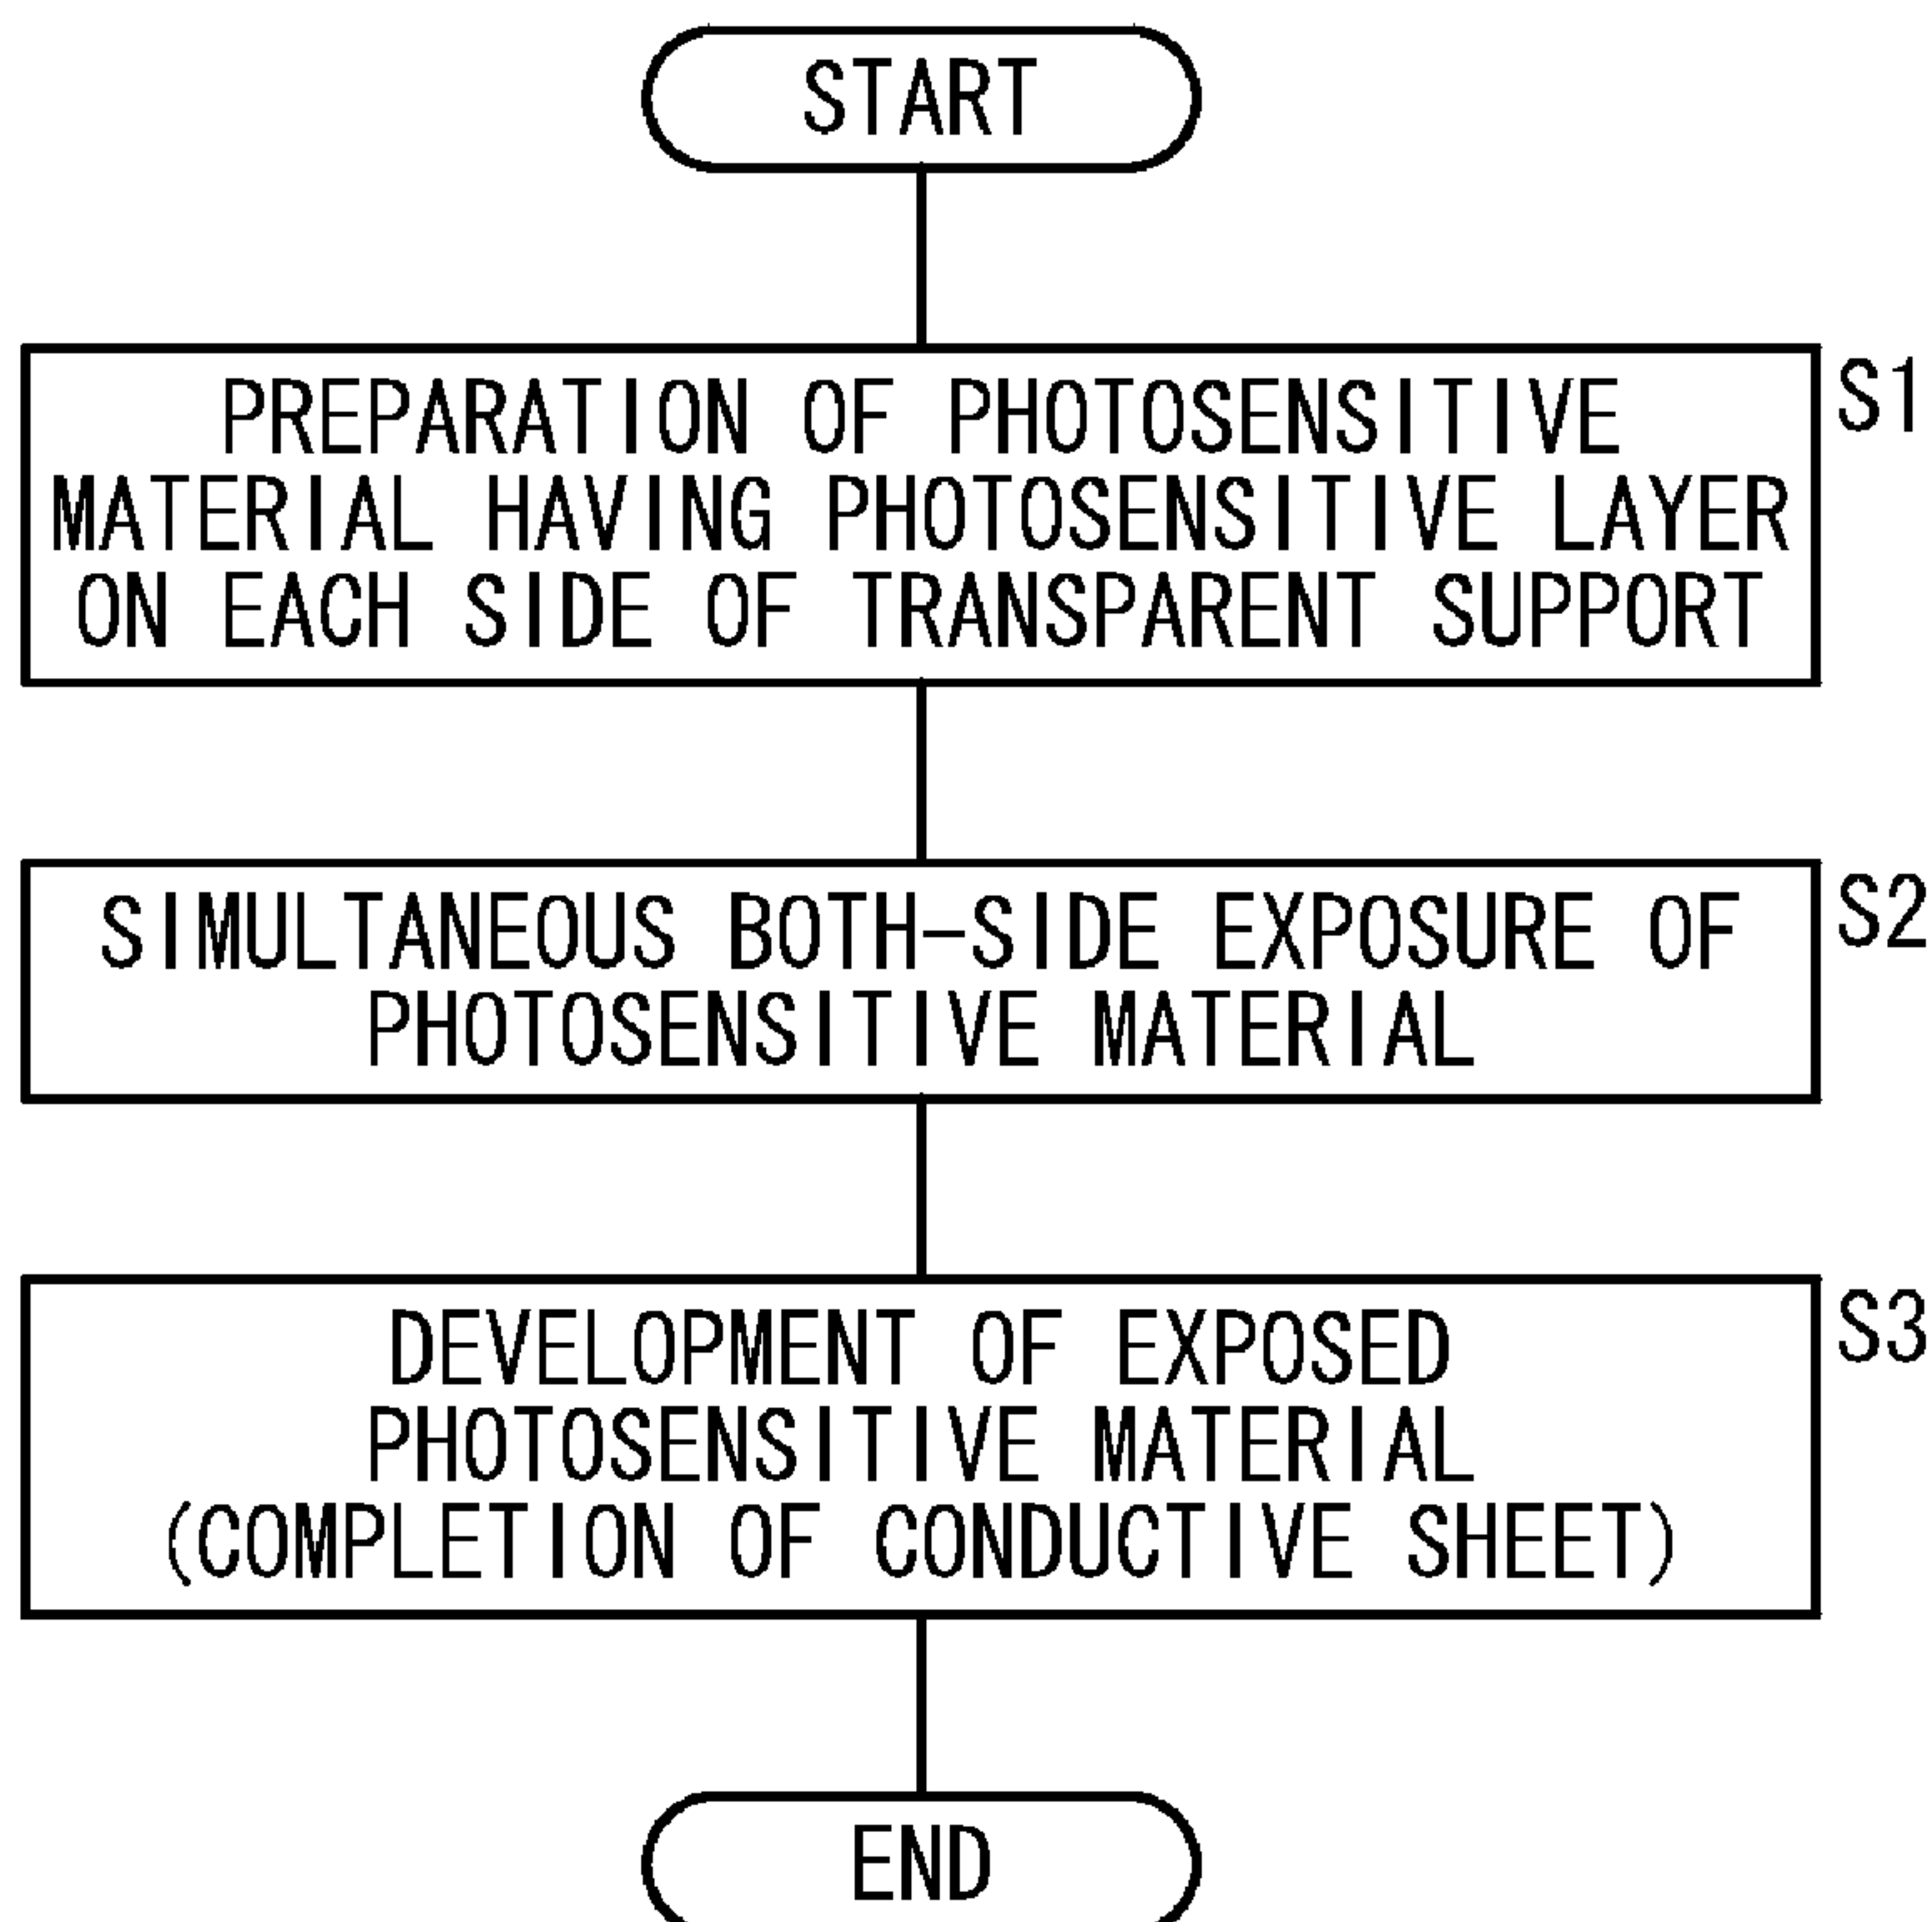 START
PREPARATION OF PHOTOSENSITIVE
MATERIAL HAVING PHOTOSENSITIVE LAYER
ON EACH SIDE OF TRANSPARENT SUPPORT
S1
SIMULTANEOUS BOTH-SIDE EXPOSURE OF
PHOTOSENSITIVE MATERIAL
S2
DEVELOPMENT OF EXPOSED
PHOTOSENSITIVE MATERIAL
(COMPLETION OF CONDUCTIVE SHEET)
S3
END